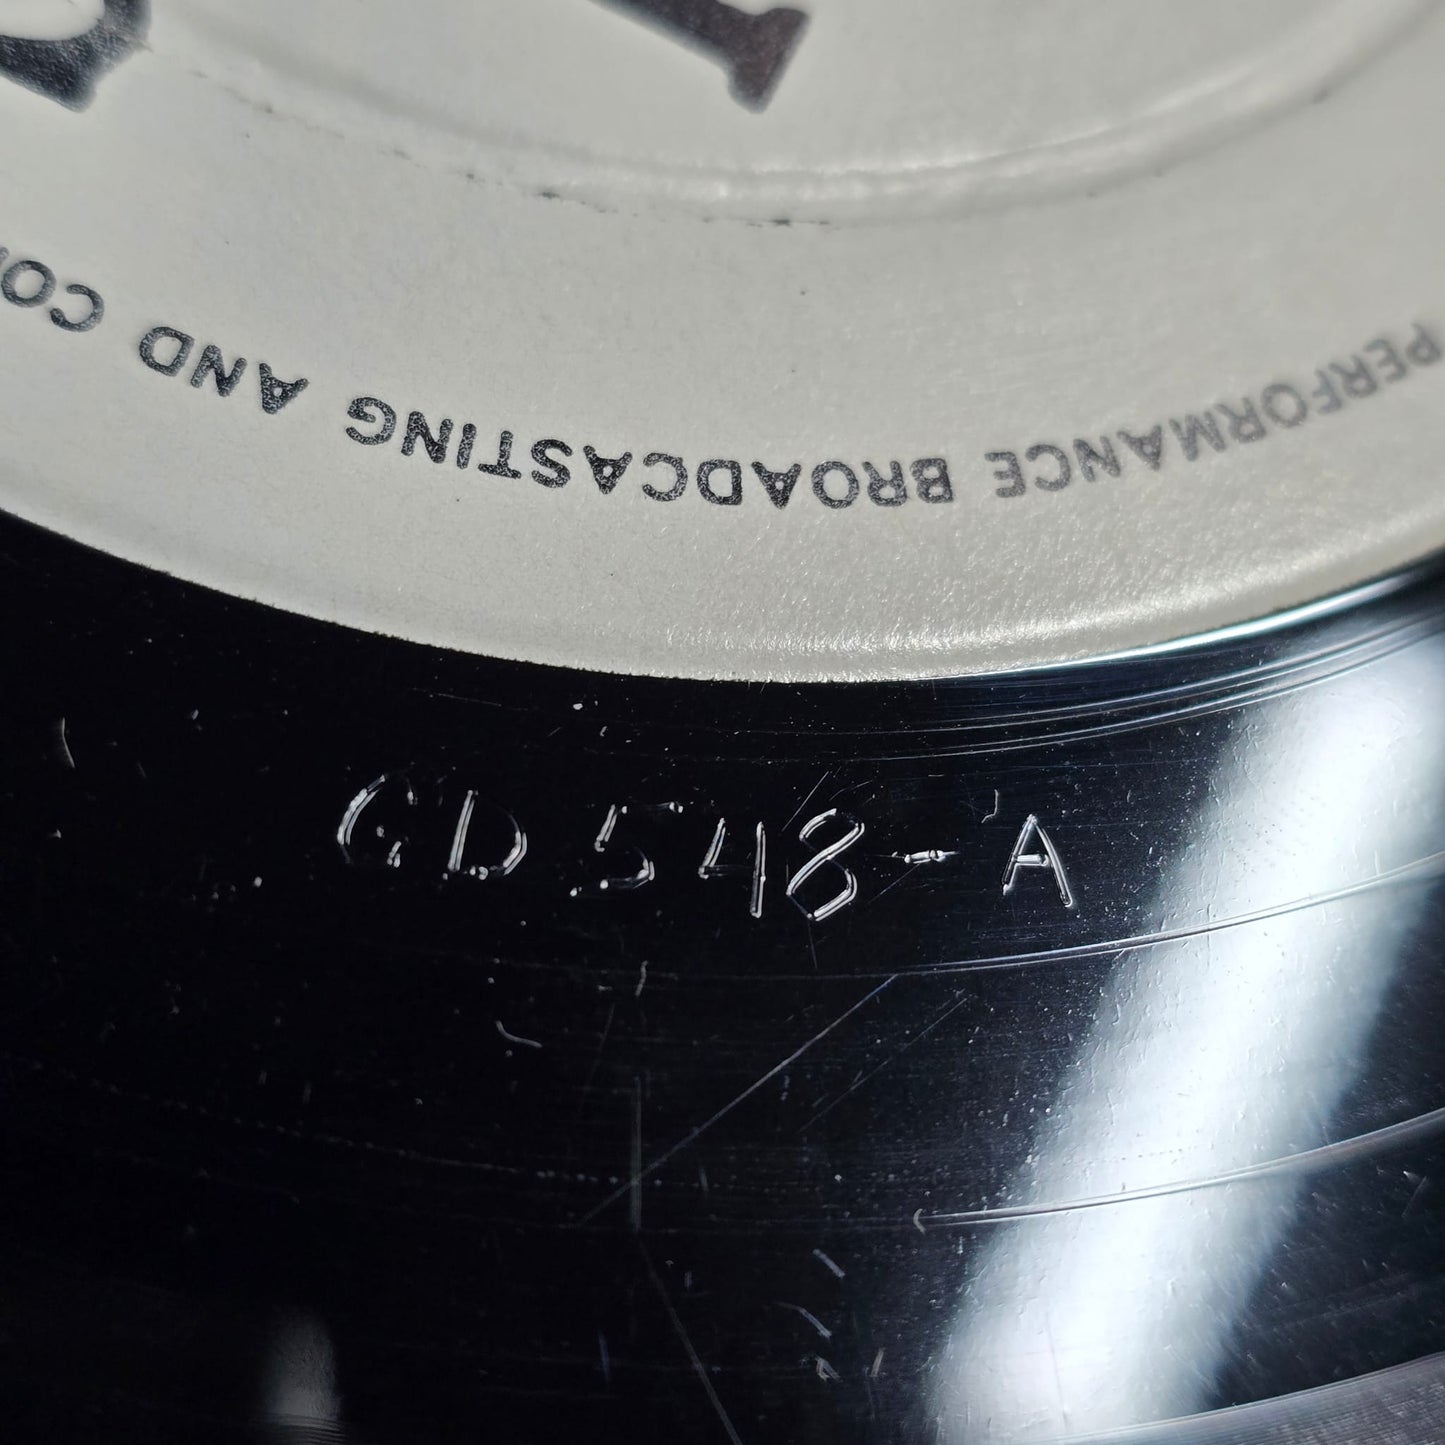 PERFORMANCE BROADCASTING AND
GD548-A